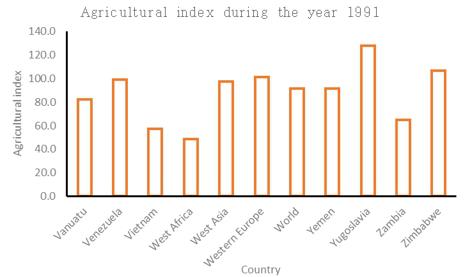 Agricultural index during the year 1991
140.0
120.0
100.0
80.0
60.0
40.0
20.0
0.0
Agricultural index
Vanuatu
Venezuela
Vietnam
West Africa
West Asia
Western Europe
World
Yemen
Yugoslavia
Zambia
Zimbabwe
Country